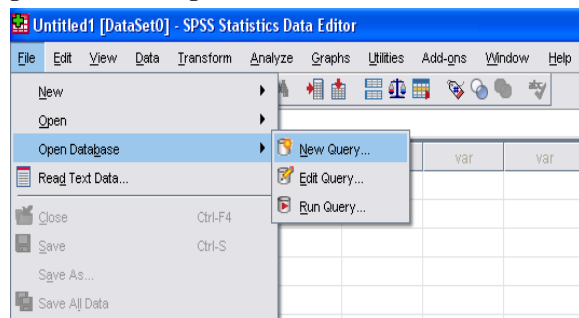 Untitled1 [DataSet0] - SPSS Statistics Data Editor
File Edit View Data Transform Analyze Graphs Utilities Add-ons Window Help
New
Open
Open Database
New Query...
var var
Read Text Data...
Edit Query...
Run Query...
Close Ctrl-F4
Save Ctrl-S
Save As...
Save All Data